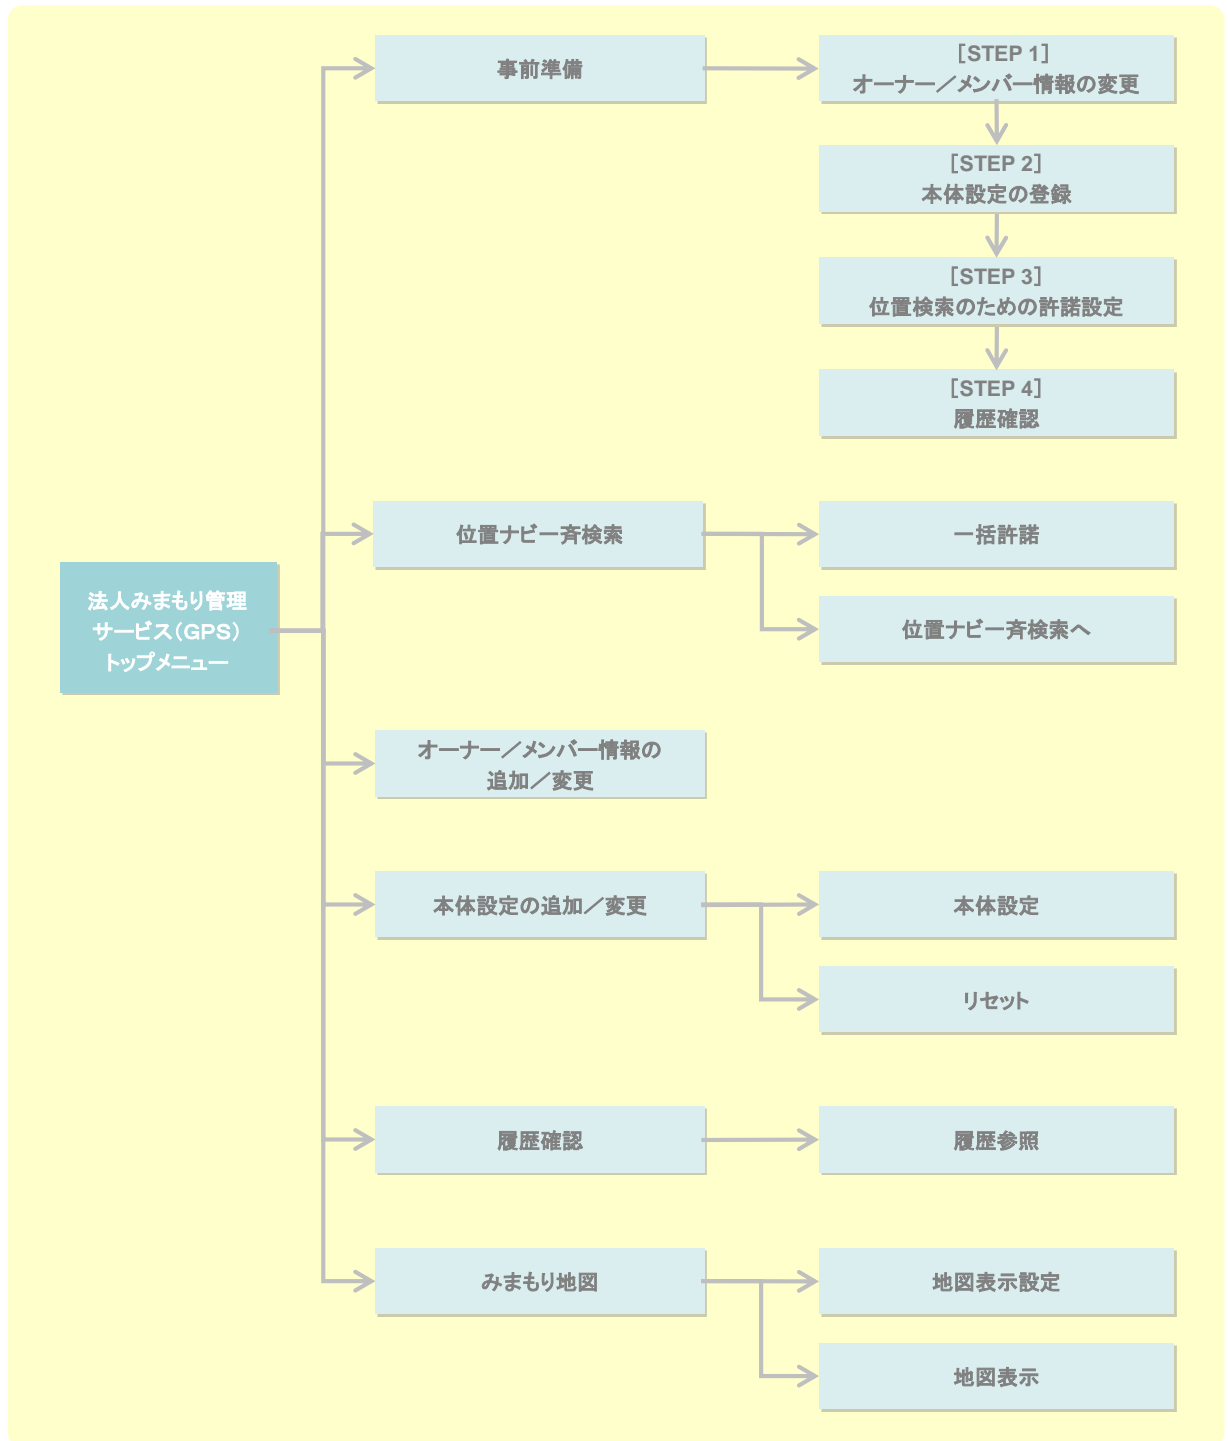 事前準備
［STEP 1］
オーナー／メンバー情報の変更
［STEP 2］
本体設定の登録
［STEP 3］
位置検索のための許諾設定
［STEP 4］
履歴確認
位置ナビ一斉検索
一括許諾
位置ナビ一斉検索へ
法人みまもり管理
サービス（GPS）
トップメニュー
オーナー／メンバー情報の
追加／変更
本体設定の追加／変更
本体設定
リセット
履歴確認
履歴参照
みまもり地図
地図表示設定
地図表示